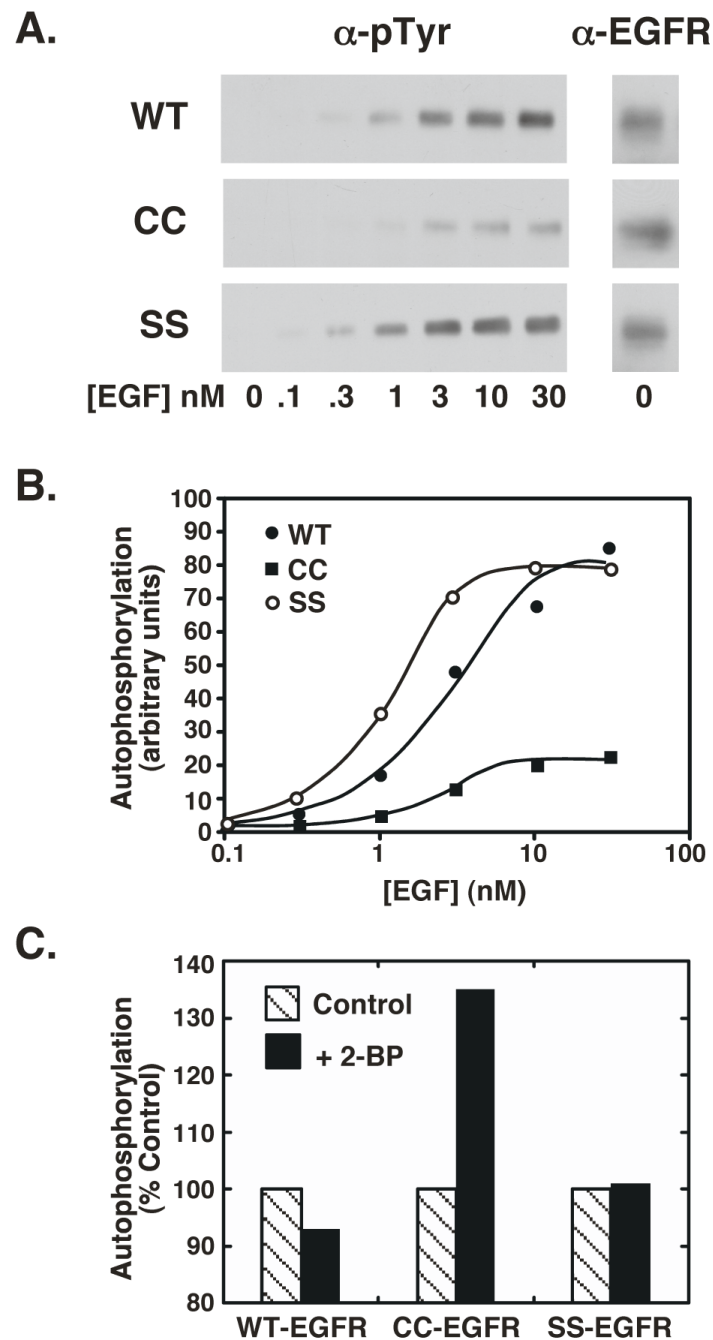 A.
α-pTyr α-EGFR
WT
CC
SS
[EGF] nM 0 .1 .3 1 3 10 30 0
B.
100
90
80
70
60
50
40
30
20
10
0
Autophosphorylation
(arbitrary units)
WT
CC
SS
0.1 1 10 100
[EGF] (nM)
C.
140
130
120
110
100
90
80
Autophosphorylation
(% Control)
Control
+ 2-BP
WT-EGFR CC-EGFR SS-EGFR